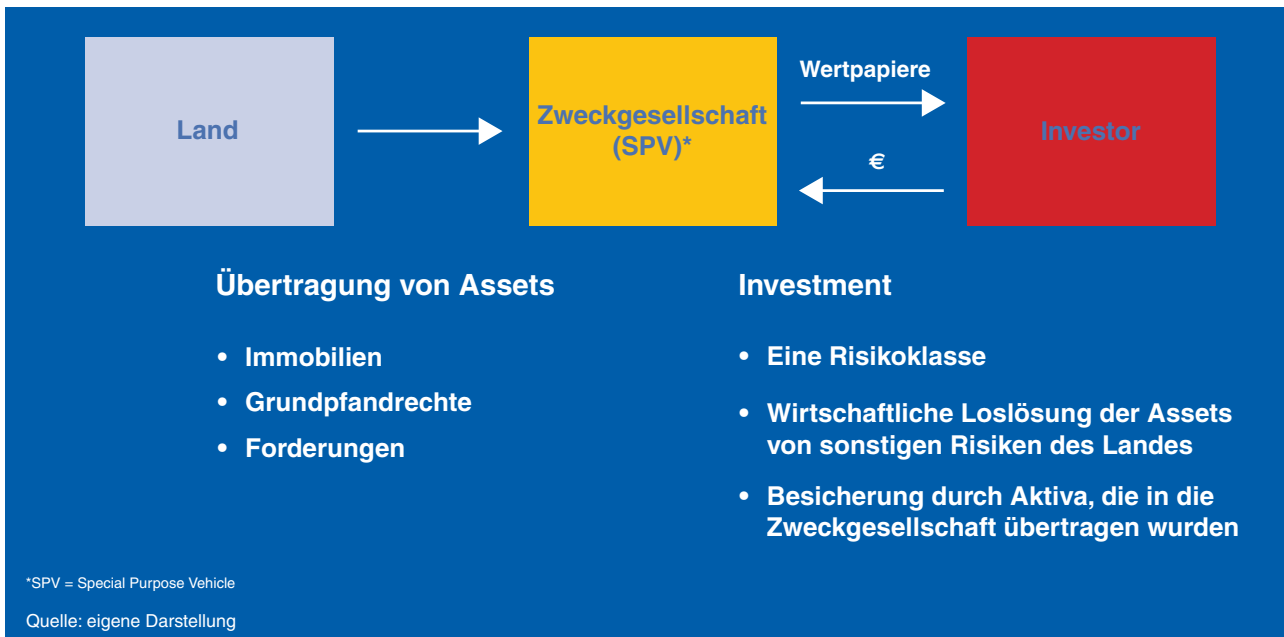 Land
Zweckgesellschaft
(SPV)*
Wertpapiere
€
Investor
Übertragung von Assets
• Immobilien
• Grundpfandrechte
• Forderungen
Investment
• Eine Risikoklasse
• Wirtschaftliche Loslösung der Assets
von sonstigen Risiken des Landes
• Besicherung durch Aktiva, die in die
Zweckgesellschaft übertragen wurden
*SPV = Special Purpose Vehicle
Quelle: eigene Darstellung